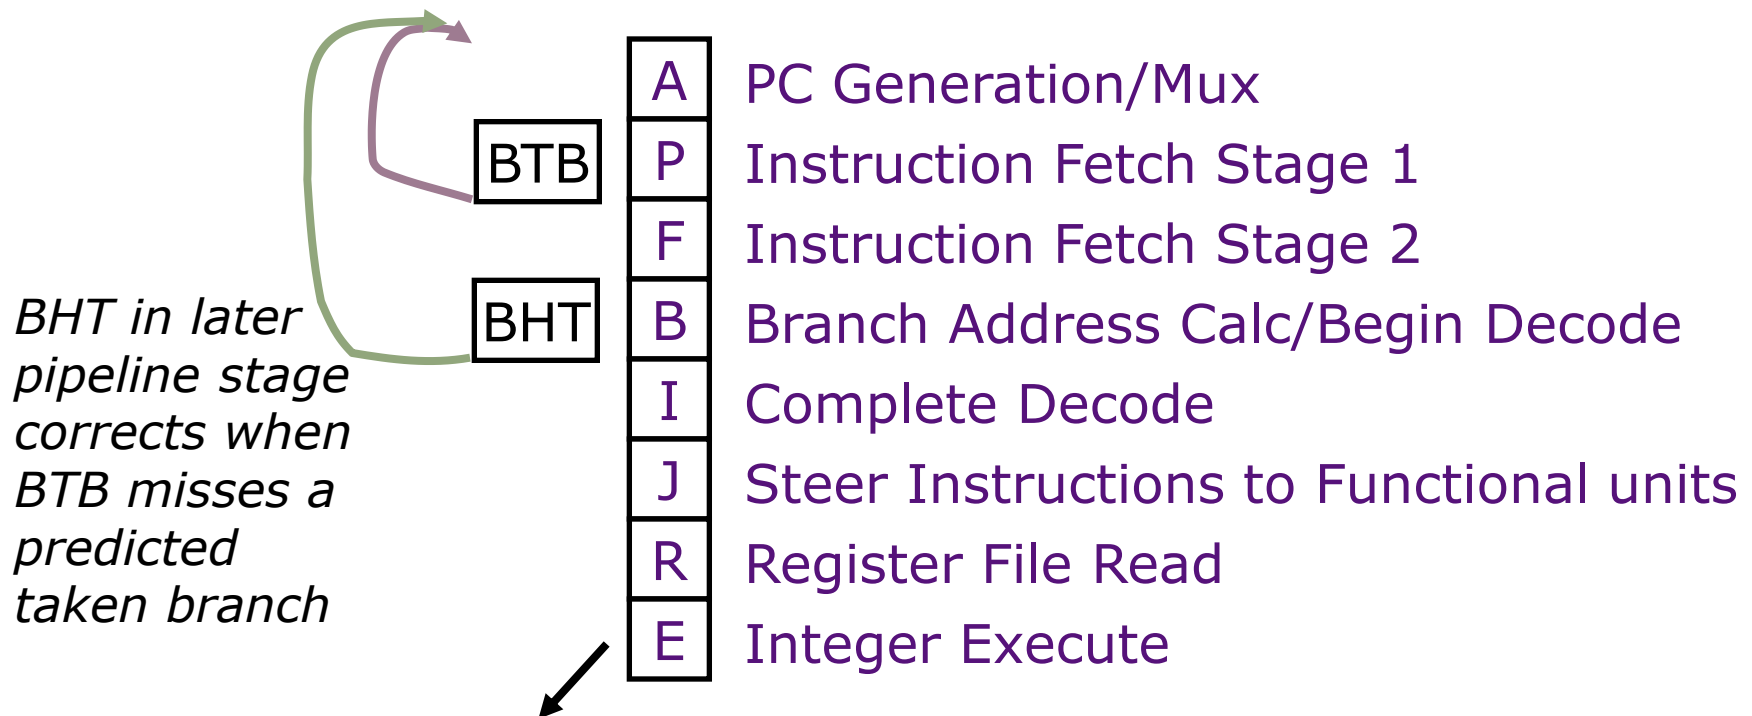 A PC Generation/Mux
BTB P Instruction Fetch Stage 1
F Instruction Fetch Stage 2
BHT B Branch Address Calc/Begin Decode
I Complete Decode
J Steer Instructions to Functional units
R Register File Read
E Integer Execute
BHT in later
pipeline stage
corrects when
BTB misses a
predicted
taken branch